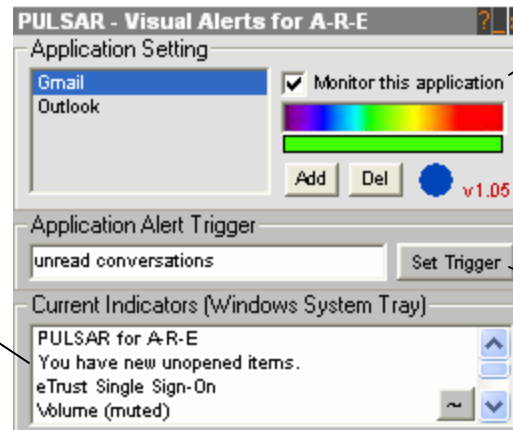 PULSAR - Visual Alerts for A-R-E ?_
Application Setting
Gmail
Outlook
Monitor this application
Add Del v1.05
Application Alert Trigger
unread conversations
Set Trigger
Current Indicators (Windows System Tray)
PULSAR for A-R-E
You have new unopened items.
eTrust Single Sign-On
Volume (muted)
~